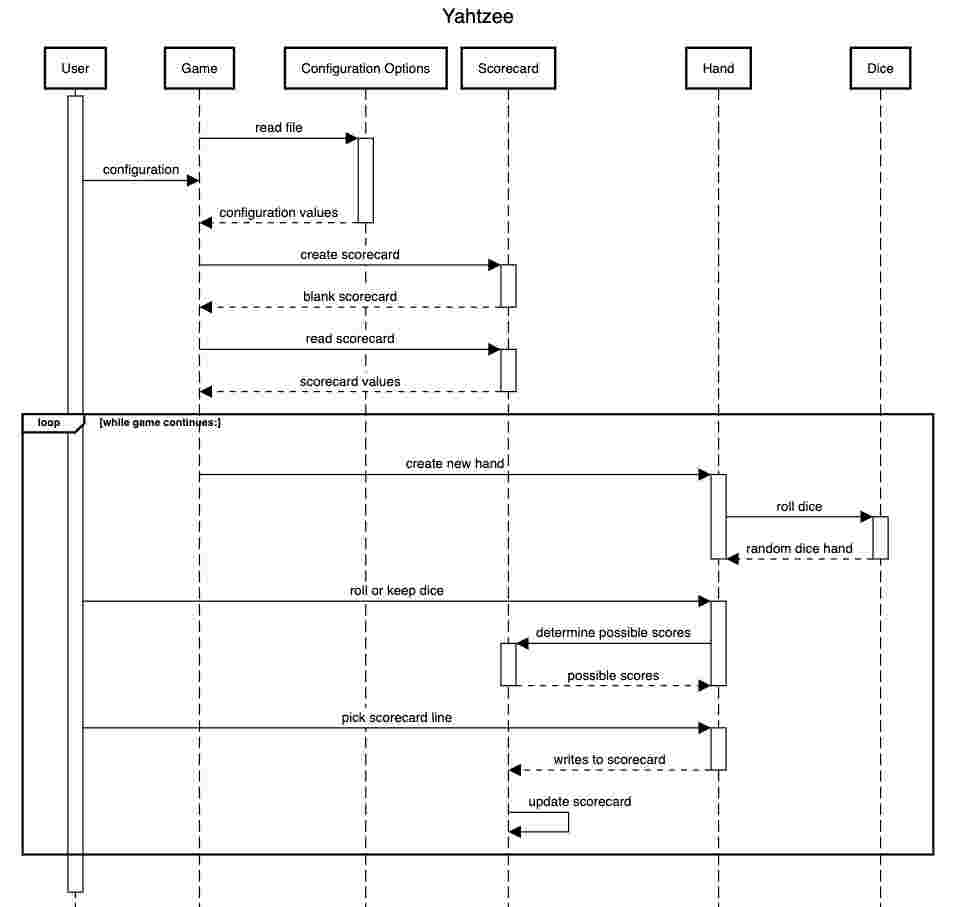 Yahtzee
User
Game
Configuration Options
Scorecard
Hand
Dice
read file
configuration
configuration values
create scorecard
blank scorecard
read scorecard
scorecard values
loop
[while game continues:]
create new hand
roll dice
random dice hand
roll or keep dice
determine possible scores
possible scores
pick scorecard line
writes to scorecard
update scorecard